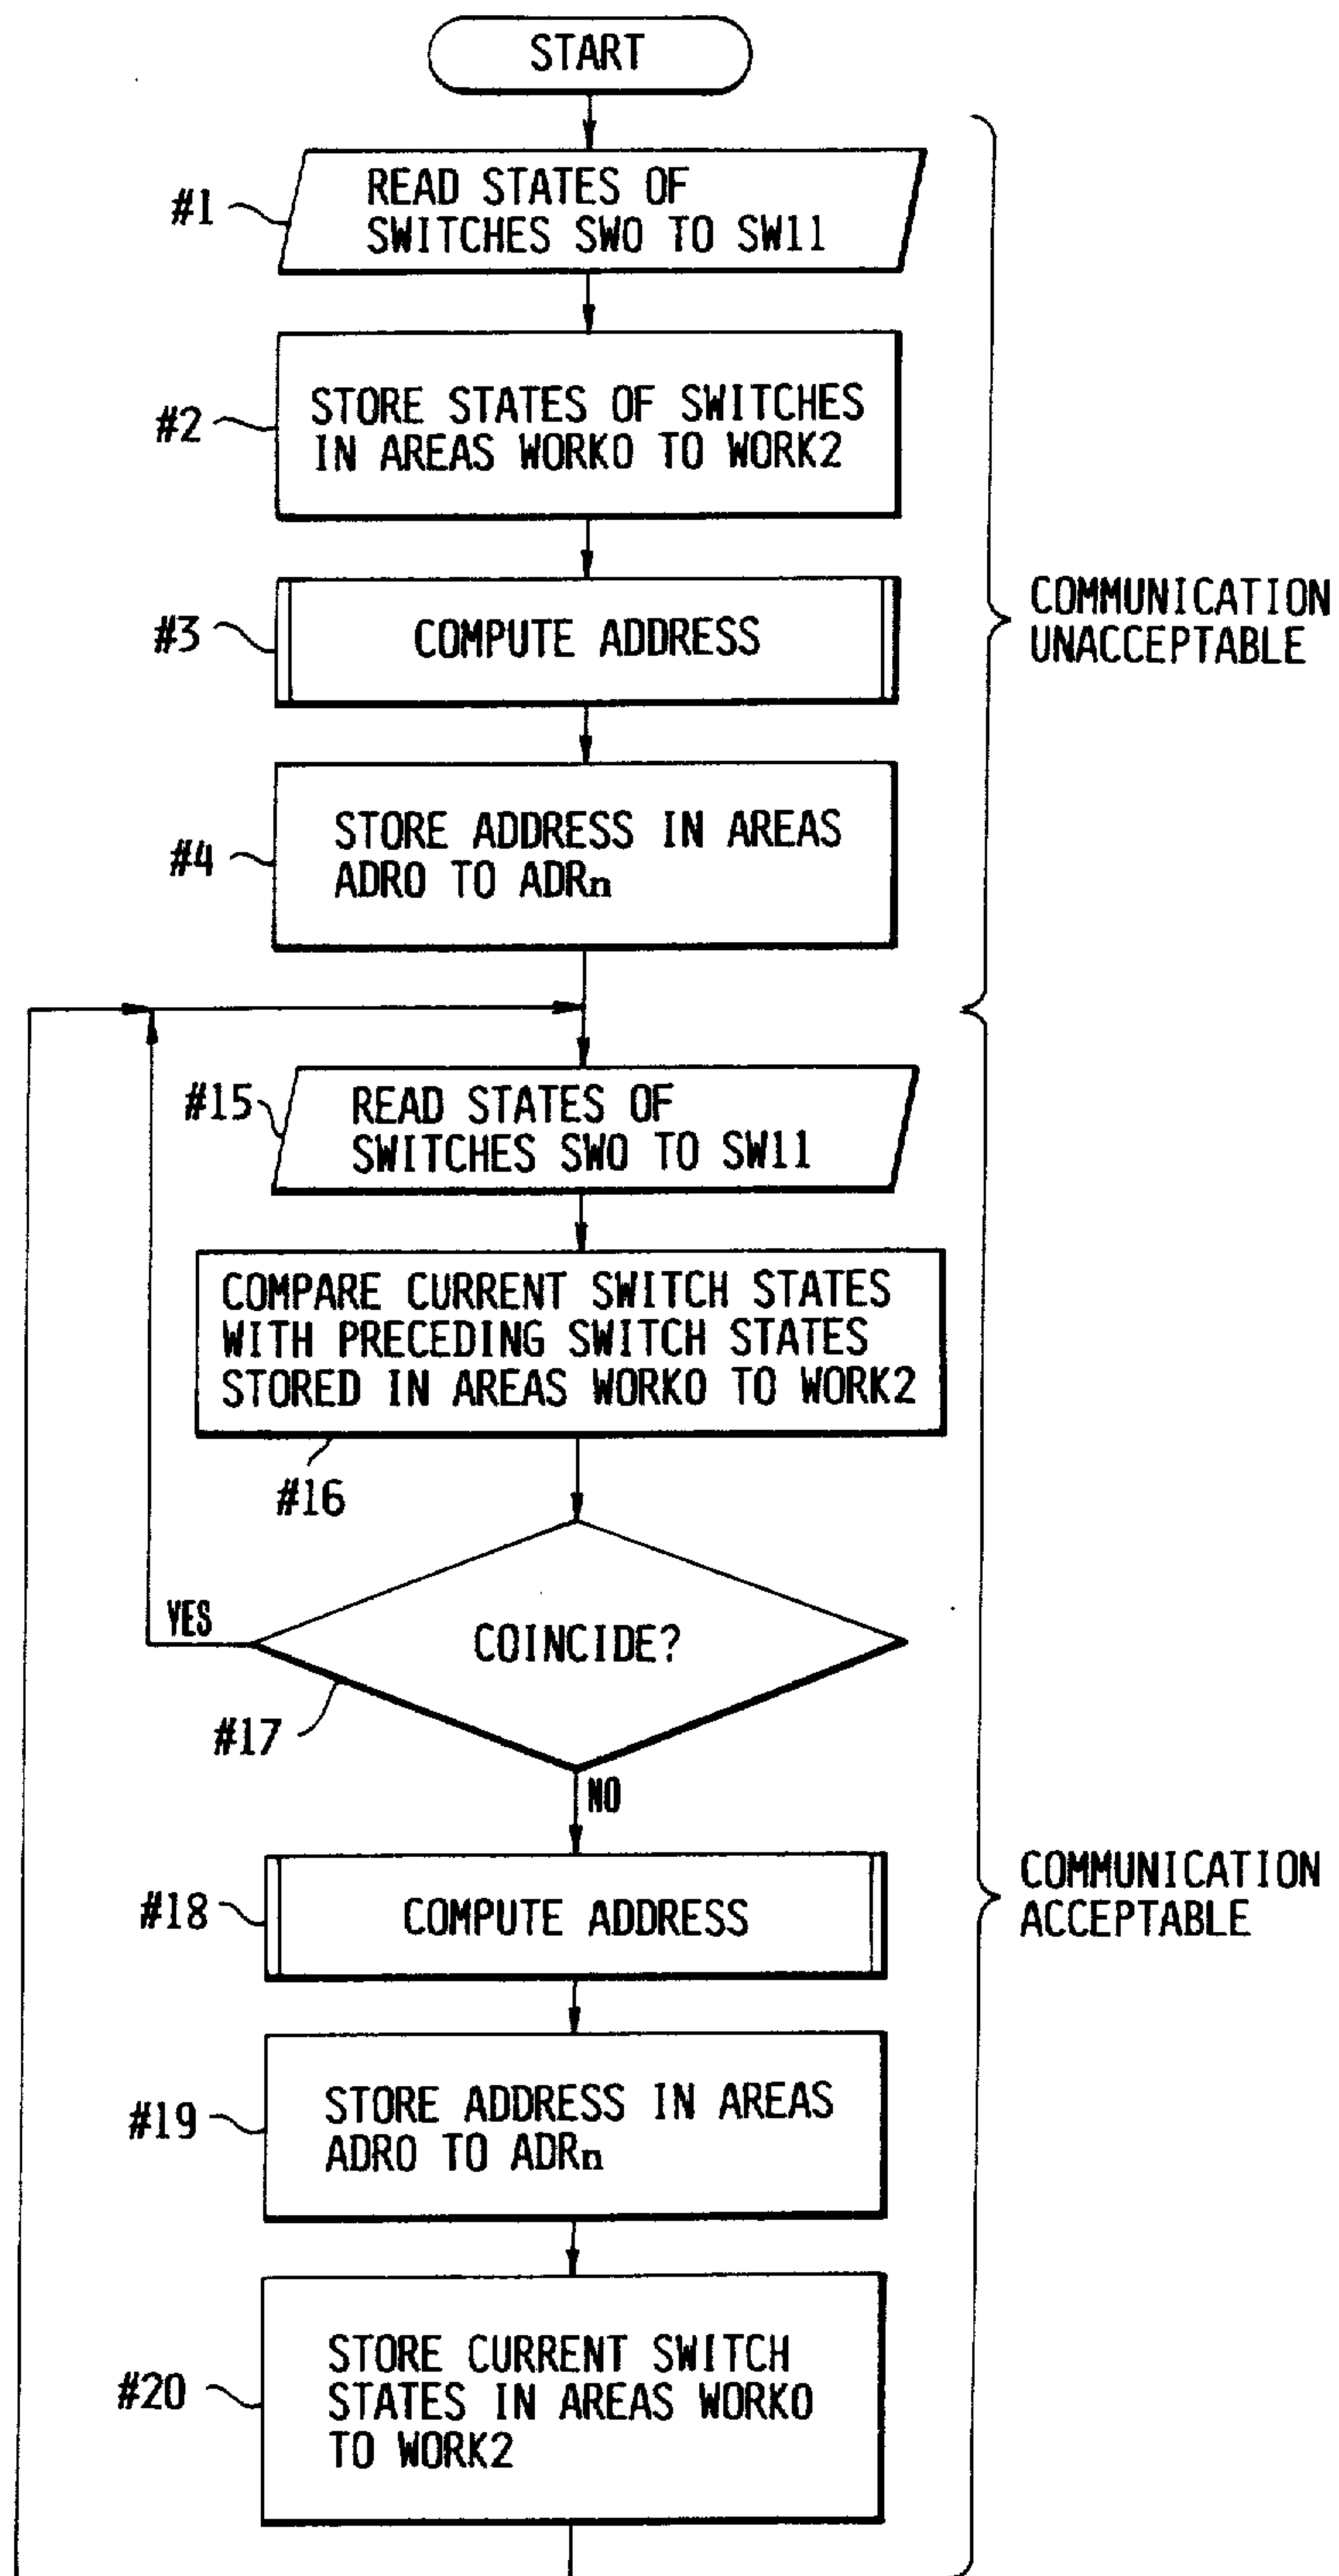 START
#1
READ STATES OF
SWITCHES SW0 TO SW11
#2
STORE STATES OF SWITCHES
IN AREAS WORK0 TO WORK2
COMMUNICATION
UNACCEPTABLE
#3
COMPUTE ADDRESS
#4
STORE ADDRESS IN AREAS
ADR0 TO ADRn
#15
READ STATES OF
SWITCHES SW0 TO SW11
COMPARE CURRENT SWITCH STATES
WITH PRECEDING SWITCH STATES
STORED IN AREAS WORK0 TO WORK2
#16
YES
COINCIDE?
#17
NO
#18
COMPUTE ADDRESS
COMMUNICATION
ACCEPTABLE
#19
STORE ADDRESS IN AREAS
ADR0 TO ADRn
#20
STORE CURRENT SWITCH
STATES IN AREAS WORK0
TO WORK2